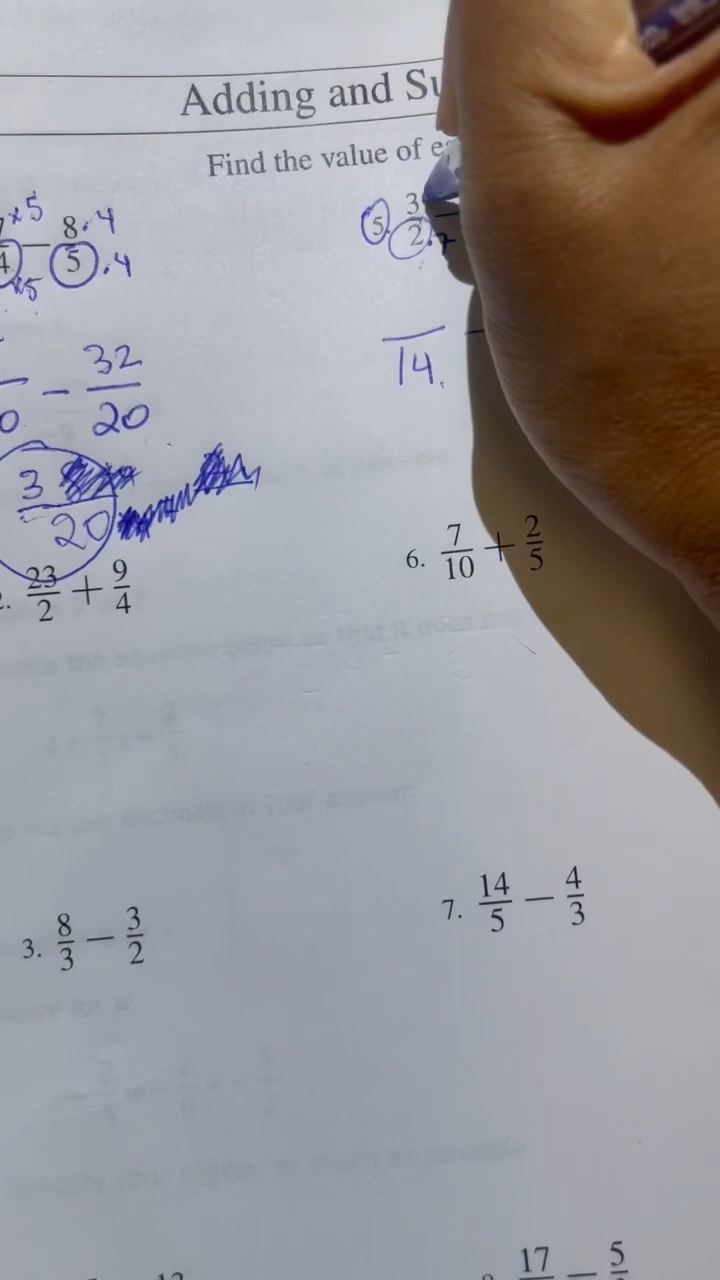 Adding and
Find the value of
×5 8·4
4 − 5 ·4
×5
− 32
20
3
20
5. 3
2·7
14.
−
23/2 + 9/4
6. 7/10 + 2/5
3. 8/3 − 3/2
7. 14/5 − 4/3
17 − 5